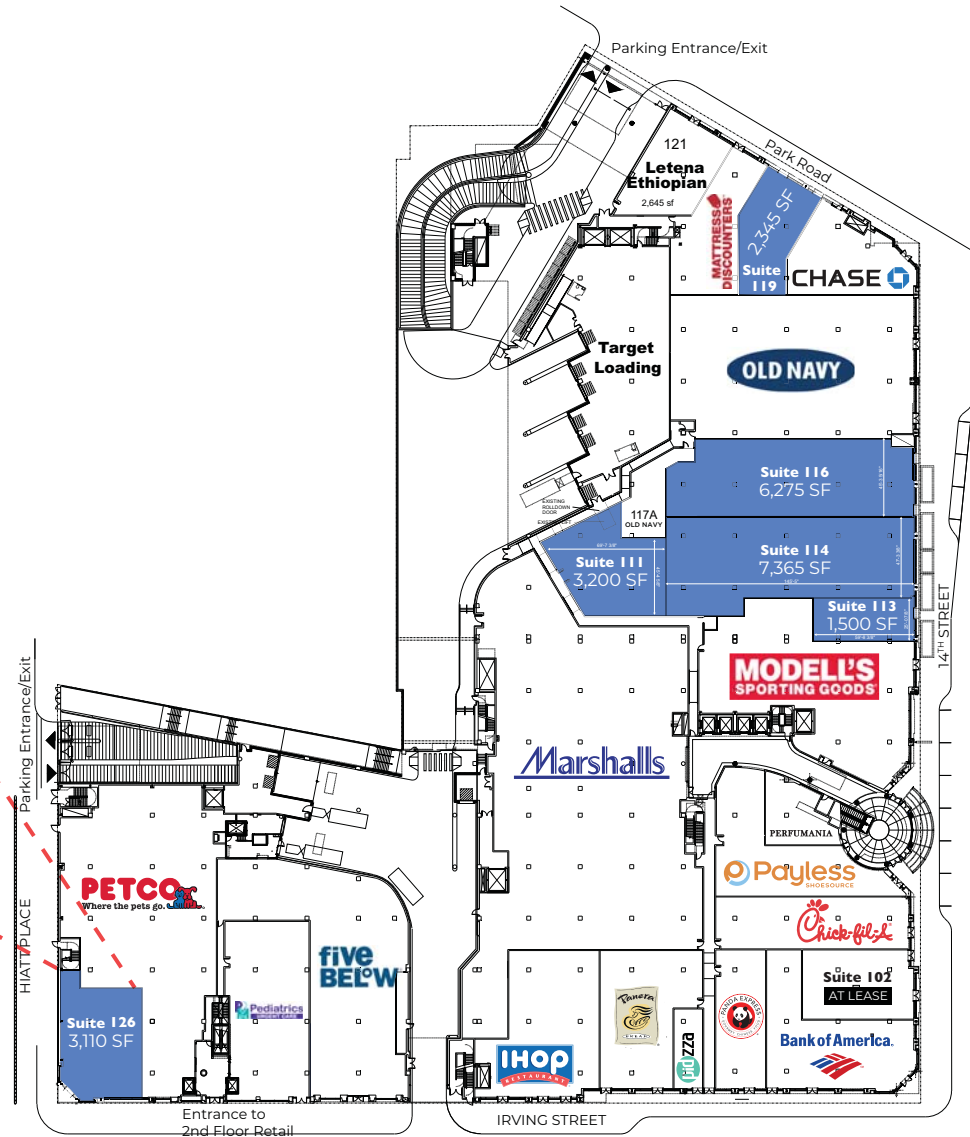 Parking Entrance/Exit
Park Road
121
Letena
Ethiopian
2,645 sf
MATTRESS
DISCOUNTERS
2,345 SF
Suite
119
CHASE
Target
Loading
OLD NAVY
Suite 116
6,275 SF
EXISTING
ROLLDOWN
DOOR
117A
OLD NAVY
Suite 111
3,200 SF
Suite 114
7,365 SF
Suite 113
1,500 SF
14TH STREET
MODELL'S
SPORTING GOODS
Parking Entrance/Exit
Marshalls
PERFUMANIA
Payless
SHOESOURCE
PETCO
Where the pets go.
Chick-fil-A
HIATT PLACE
five
BELOW
Pediatrics
URGENT CARE
Suite 102
AT LEASE
Panera
BREAD
PANDA EXPRESS
Suite 126
3,110 SF
IHOP
RESTAURANT
Bank of America
Entrance to
2nd Floor Retail
IRVING STREET